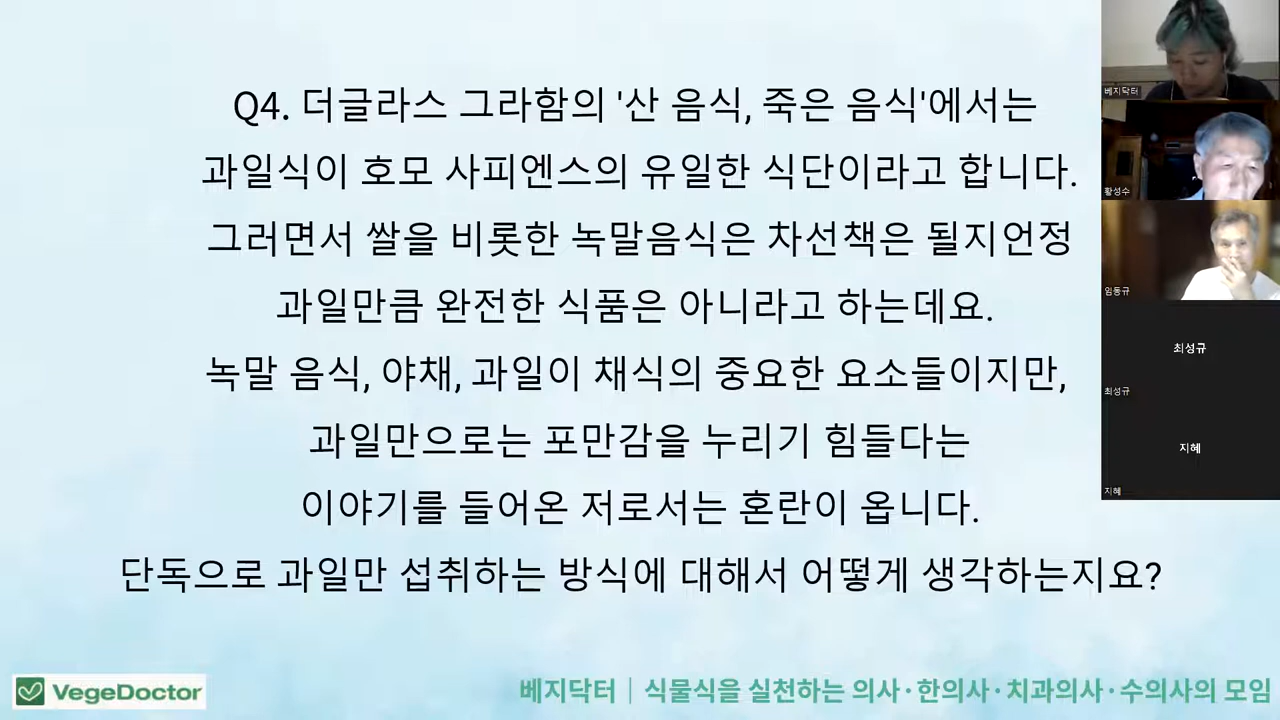 Q4. 더글라스 그라함의 '산 음식, 죽은 음식'에서는
과일식이 호모 사피엔스의 유일한 식단이라고 합니다.
그러면서 쌀을 비롯한 녹말음식은 차선책은 될지언정
과일만큼 완전한 식품은 아니라고 하는데요.
녹말 음식, 야채, 과일이 채식의 중요한 요소들이지만,
과일만으로는 포만감을 누리기 힘들다는
이야기를 들어온 저로서는 혼란이 옵니다.
단독으로 과일만 섭취하는 방식에 대해서 어떻게 생각하는지요?
베지닥터
황성수
임동규
최성규
최성규
지혜
지혜
VegeDoctor
베지닥터 | 식물식을 실천하는 의사·한의사·치과의사·수의사의 모임